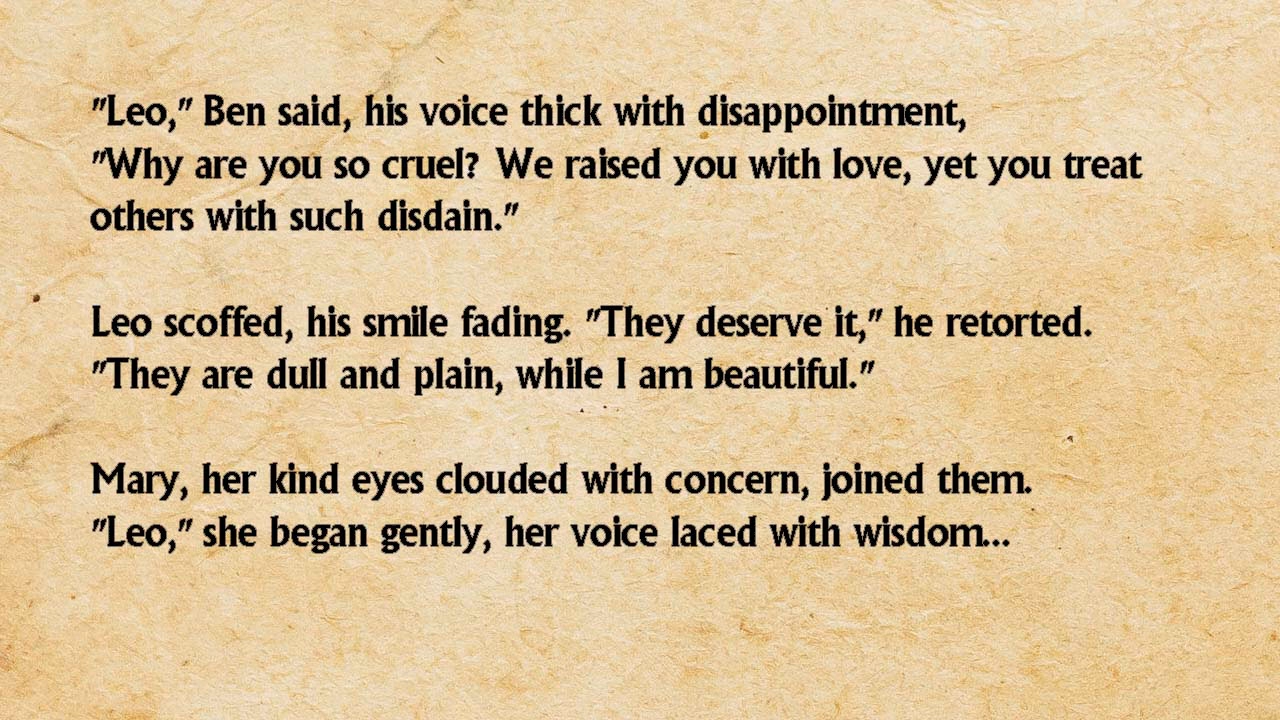 "Leo," Ben said, his voice thick with disappointment,
"Why are you so cruel? We raised you with love, yet you treat
others with such disdain."
Leo scoffed, his smile fading. "They deserve it," he retorted.
"They are dull and plain, while I am beautiful."
Mary, her kind eyes clouded with concern, joined them.
"Leo," she began gently, her voice laced with wisdom...